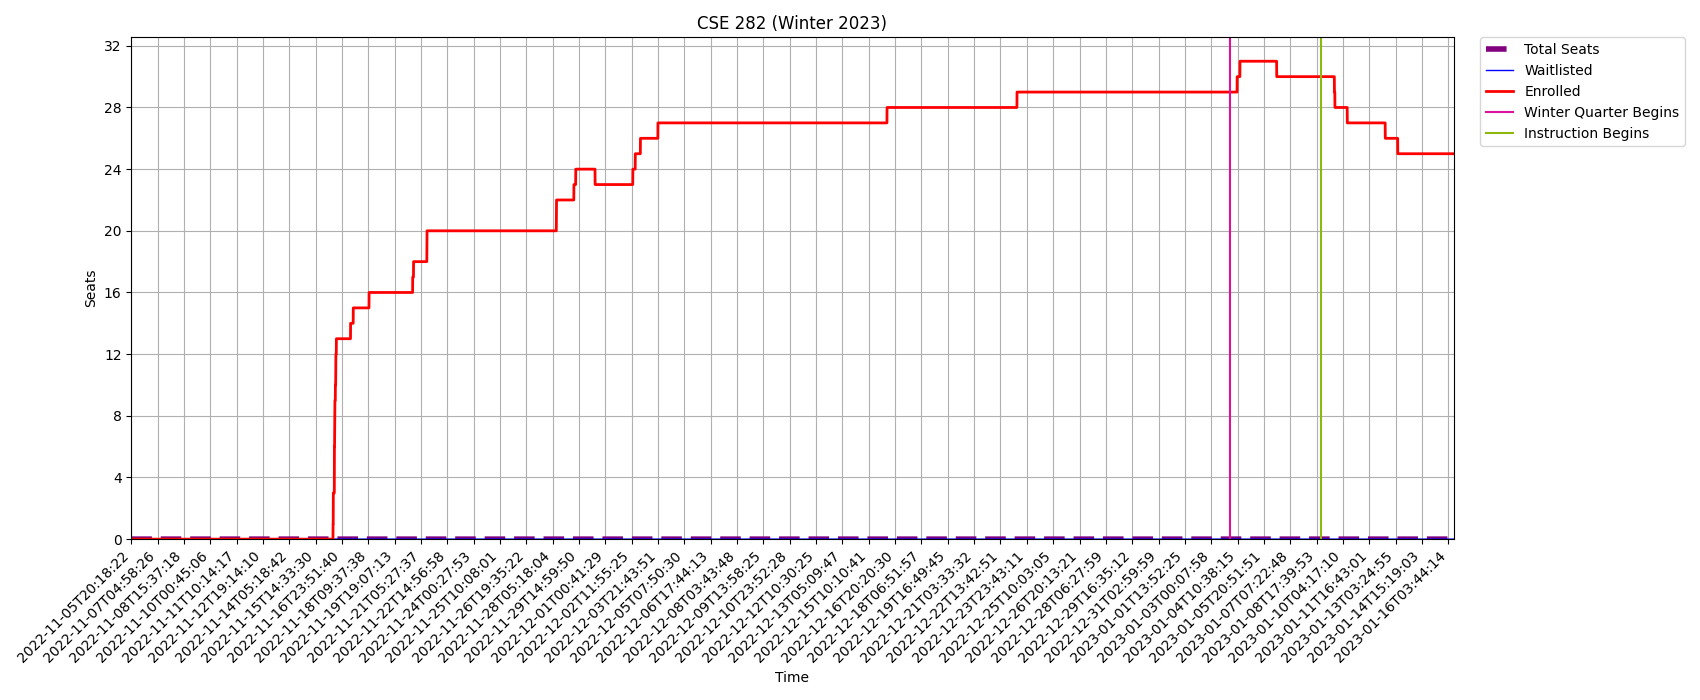 CSE 282 (Winter 2023)
Total Seats
Waitlisted
Enrolled
Winter Quarter Begins
Instruction Begins
Seats
32
28
24
20
16
12
8
4
0
2022-11-05T20:18:22
2022-11-07T04:58:26
2022-11-08T15:37:18
2022-11-10T00:45:06
2022-11-11T10:14:17
2022-11-12T19:14:10
2022-11-14T05:18:42
2022-11-15T14:33:30
2022-11-16T23:51:40
2022-11-18T09:37:38
2022-11-19T19:07:13
2022-11-21T05:27:37
2022-11-22T14:56:58
2022-11-24T00:27:53
2022-11-25T10:08:01
2022-11-26T19:35:22
2022-11-28T05:18:04
2022-11-29T14:59:50
2022-12-01T00:41:29
2022-12-02T11:55:25
2022-12-03T21:43:51
2022-12-05T07:50:30
2022-12-06T17:44:13
2022-12-08T03:43:48
2022-12-09T13:58:25
2022-12-10T23:52:28
2022-12-12T10:30:25
2022-12-13T05:09:47
2022-12-15T10:10:41
2022-12-16T20:20:30
2022-12-18T06:51:57
2022-12-19T16:49:45
2022-12-21T03:33:32
2022-12-22T13:42:51
2022-12-23T23:43:11
2022-12-25T10:03:05
2022-12-26T20:13:21
2022-12-28T06:27:59
2022-12-29T16:35:12
2022-12-31T02:59:59
2023-01-01T13:52:25
2023-01-03T00:07:58
2023-01-04T10:38:15
2023-01-05T20:51:51
2023-01-07T07:22:48
2023-01-08T17:39:53
2023-01-10T04:17:10
2023-01-11T16:43:01
2023-01-13T03:24:55
2023-01-14T15:19:03
2023-01-16T03:44:14
Time